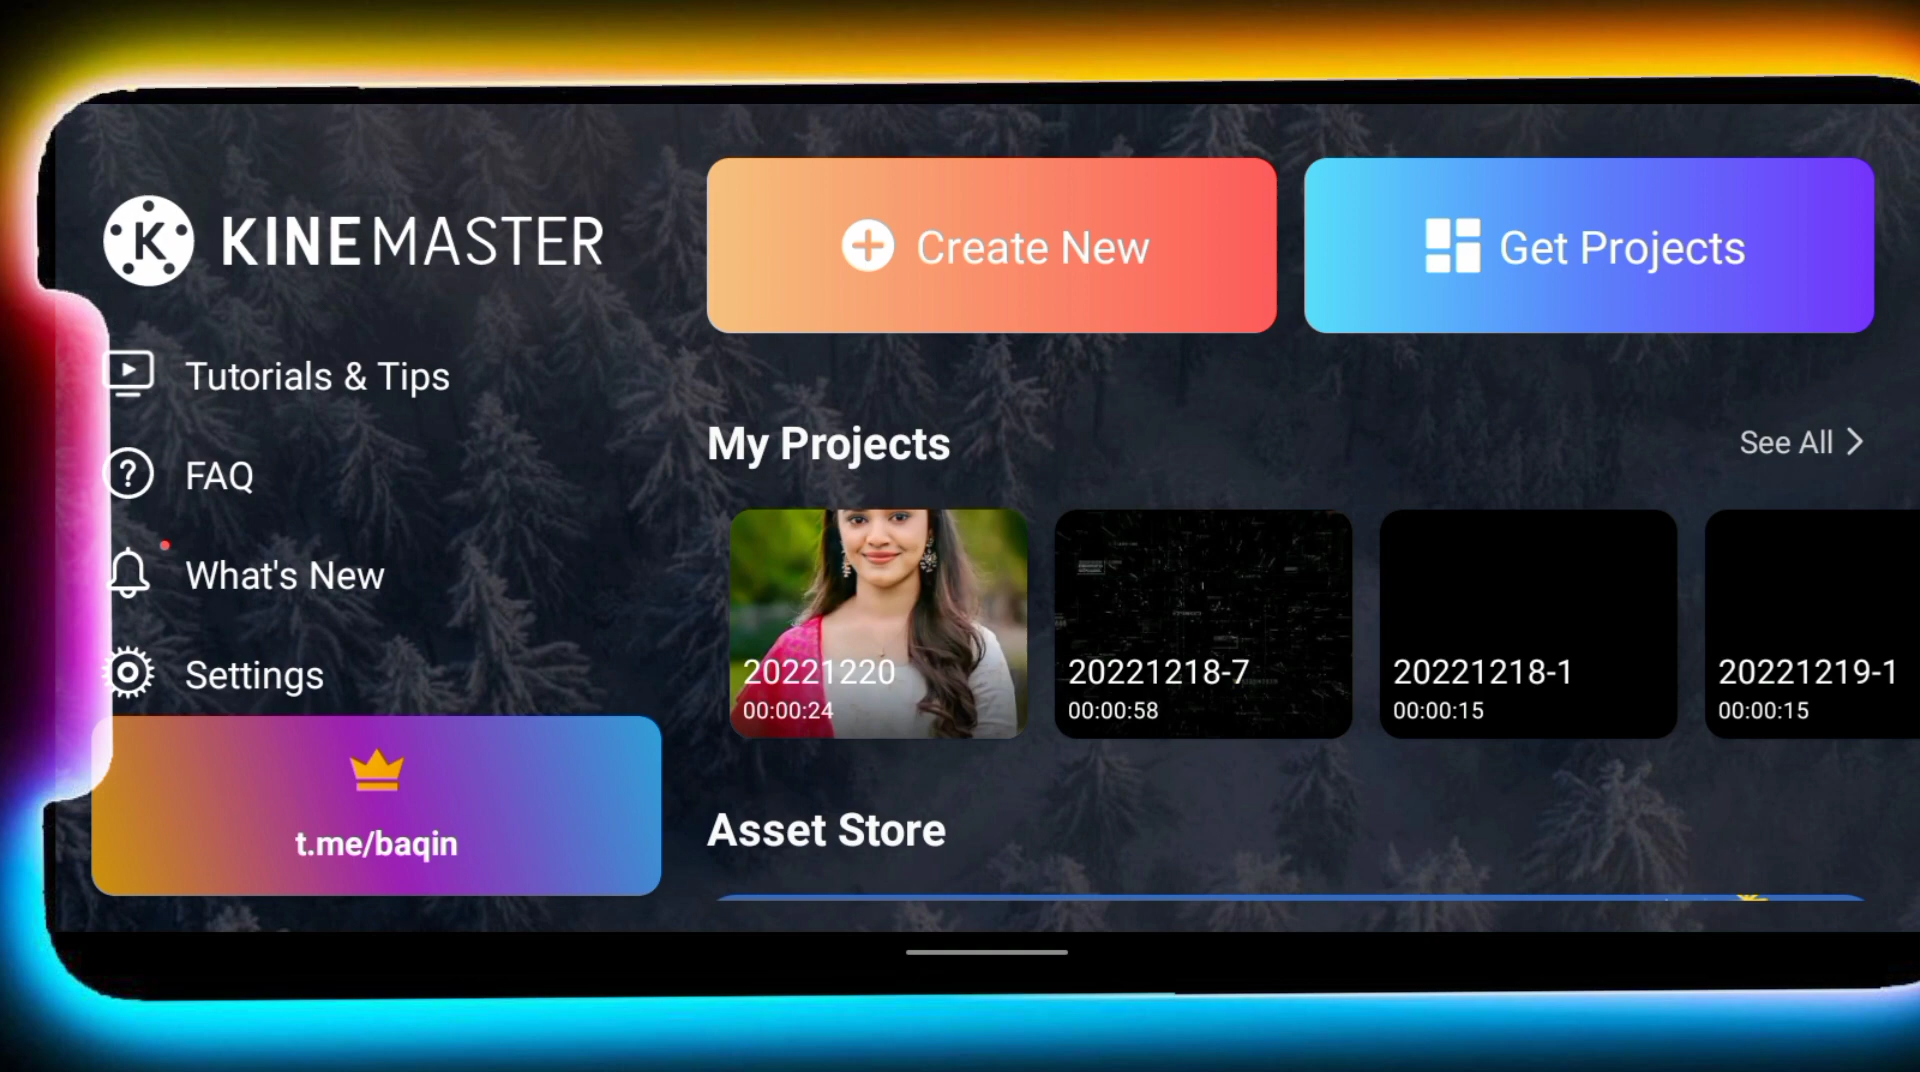 KINEMASTER
Tutorials & Tips
FAQ
What's New
Settings
t.me/baqin
Create New
Get Projects
My Projects
See All
20221220
00:00:24
20221218-7
00:00:58
20221218-1
00:00:15
20221219-1
00:00:15
Asset Store